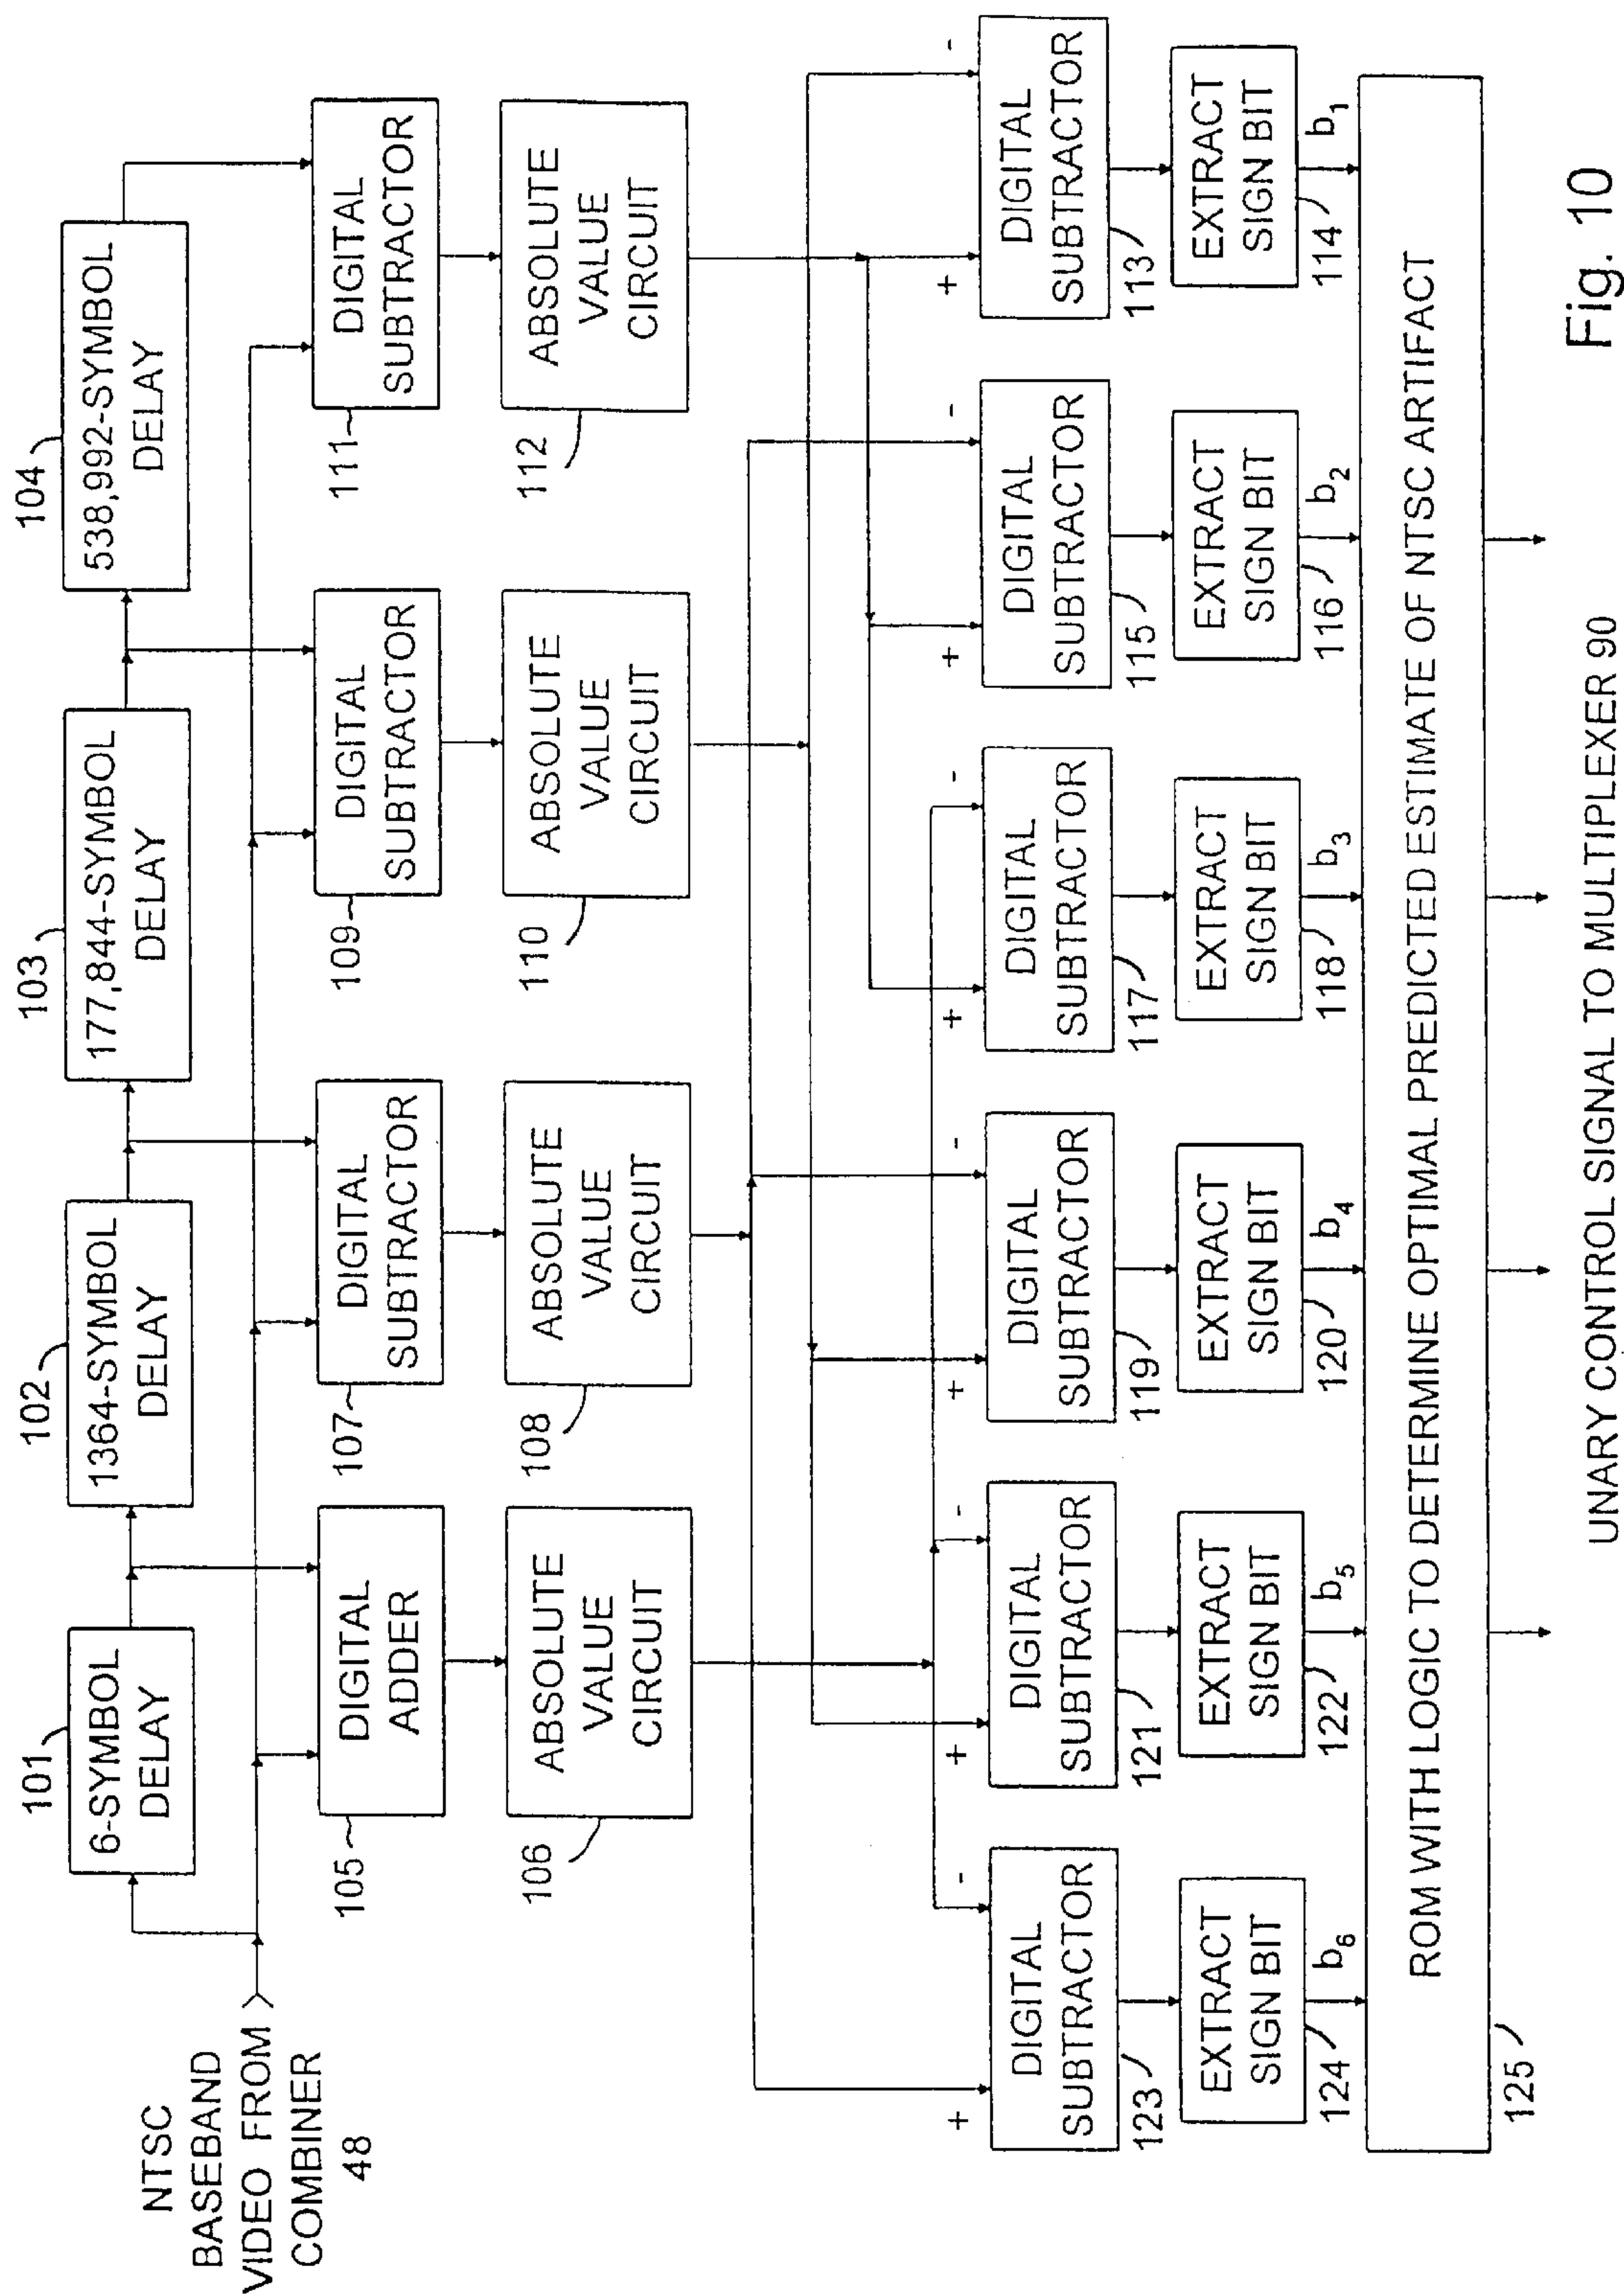 NTSC
BASEBAND
VIDEO FROM
COMBINER
48
101
6-SYMBOL
DELAY
102
1364-SYMBOL
DELAY
103
177,844-SYMBOL
DELAY
104
538,992-SYMBOL
DELAY
105
DIGITAL
ADDER
107
DIGITAL
SUBTRACTOR
109
DIGITAL
SUBTRACTOR
111
DIGITAL
SUBTRACTOR
106
ABSOLUTE
VALUE
CIRCUIT
108
ABSOLUTE
VALUE
CIRCUIT
110
ABSOLUTE
VALUE
CIRCUIT
112
ABSOLUTE
VALUE
CIRCUIT
+ -
+ -
+ -
+ -
+ -
+ -
DIGITAL
SUBTRACTOR
123
DIGITAL
SUBTRACTOR
121
DIGITAL
SUBTRACTOR
119
DIGITAL
SUBTRACTOR
117
DIGITAL
SUBTRACTOR
115
DIGITAL
SUBTRACTOR
113
EXTRACT
SIGN BIT
124
b6
EXTRACT
SIGN BIT
122
b5
EXTRACT
SIGN BIT
120
b4
EXTRACT
SIGN BIT
118
b3
EXTRACT
SIGN BIT
116
b2
EXTRACT
SIGN BIT
114
b1
ROM WITH LOGIC TO DETERMINE OPTIMAL PREDICTED ESTIMATE OF NTSC ARTIFACT
125
UNARY CONTROL SIGNAL TO MULTIPLEXER 90
Fig. 10